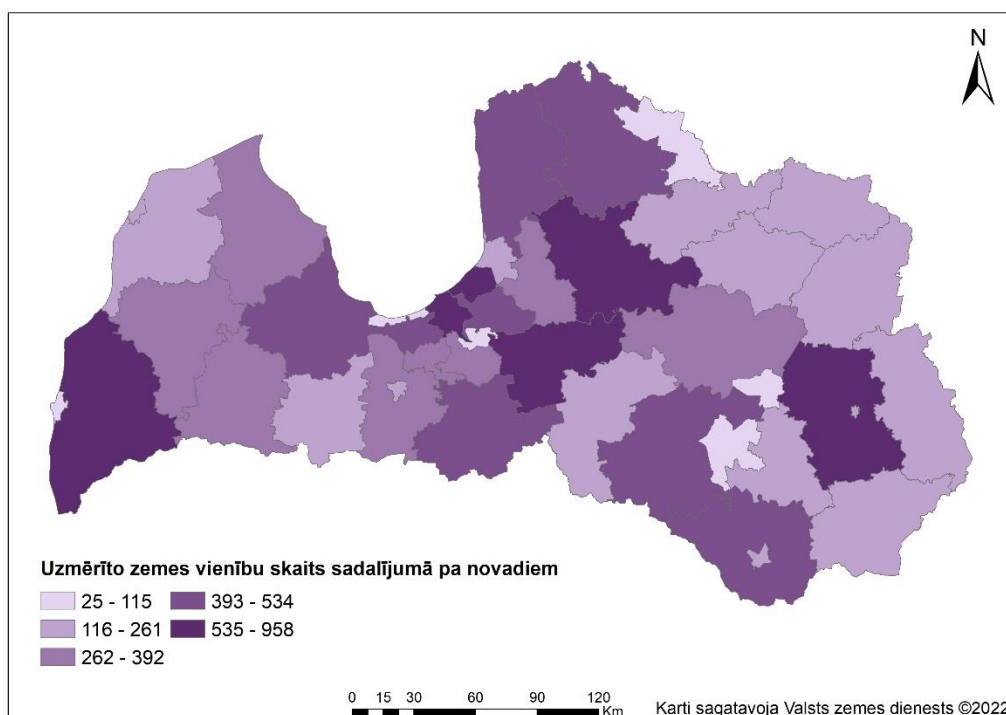 N
Uzmērīto zemes vienību skaits sadalījumā pa novadiem
25 - 115
393 - 534
116 - 261
535 - 958
262 - 392
0 15 30 60 90 120
Km
Karti sagatavoja Valsts zemes dienests ©2022